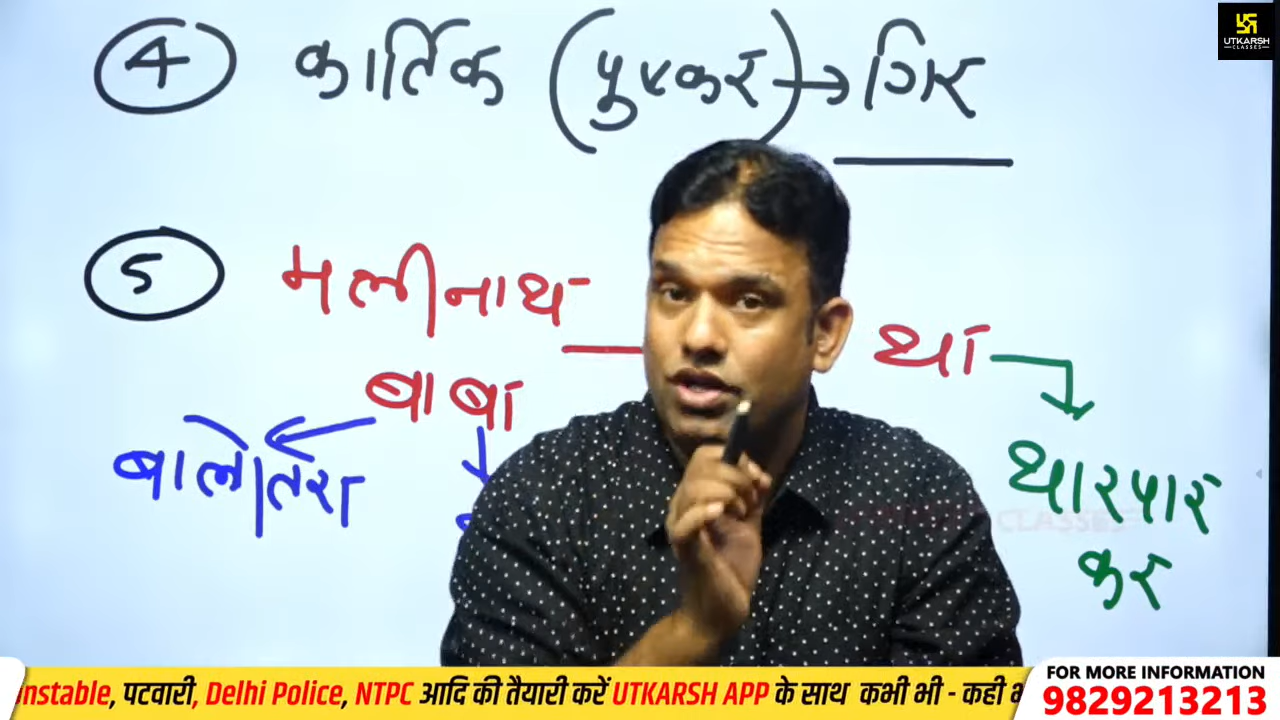 UTKARSH
CLASSES
4 कार्तिक (पुष्कर) → गिर
5 मलीनाथ
था
बाबा
बालोतरा
थारपार
कर
CLASSES
nstable, पटवारी, Delhi Police, NTPC आदि की तैयारी करें UTKARSH APP के साथ कभी भी - कही
FOR MORE INFORMATION
9829213213